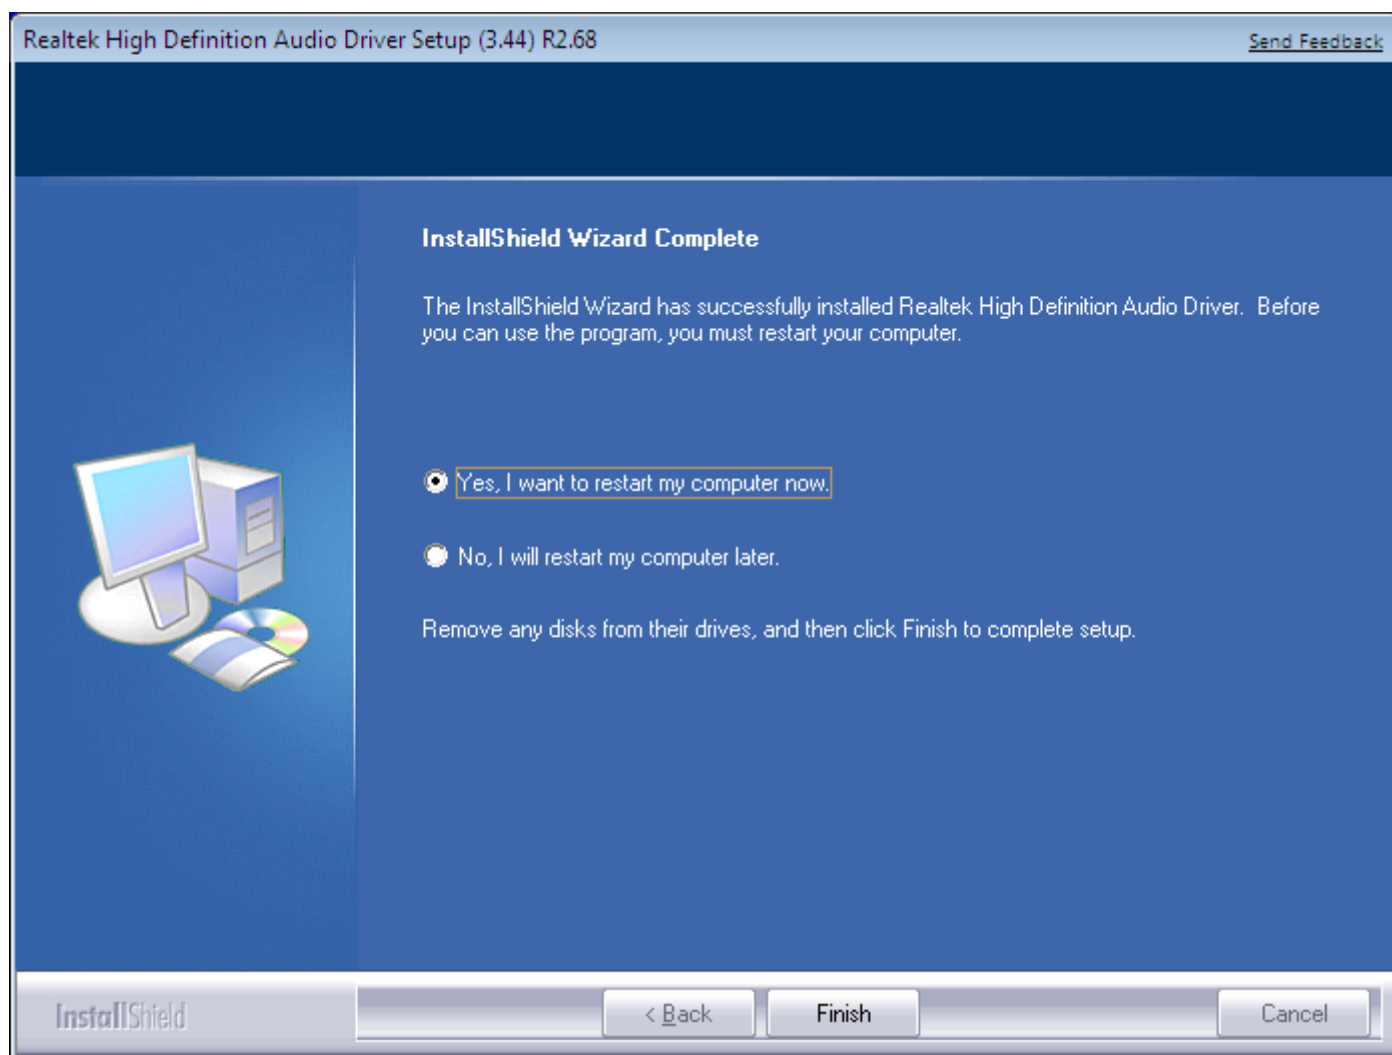 Realtek High Definition Audio Driver Setup (3.44) R2.68
Send Feedback
InstallShield Wizard Complete
The InstallShield Wizard has successfully installed Realtek High Definition Audio Driver.  Before
you can use the program, you must restart your computer.
Yes, I want to restart my computer now.
No, I will restart my computer later.
Remove any disks from their drives, and then click Finish to complete setup.
InstallShield
< Back
Finish
Cancel